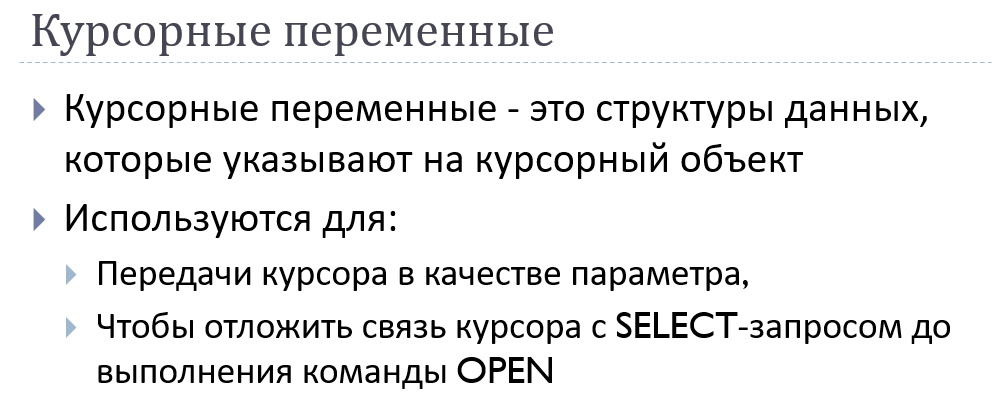 Курсорные переменные
Курсорные переменные - это структуры данных,
которые указывают на курсорный объект
Используются для:
Передачи курсора в качестве параметра,
Чтобы отложить связь курсора с SELECT-запросом до
выполнения команды OPEN